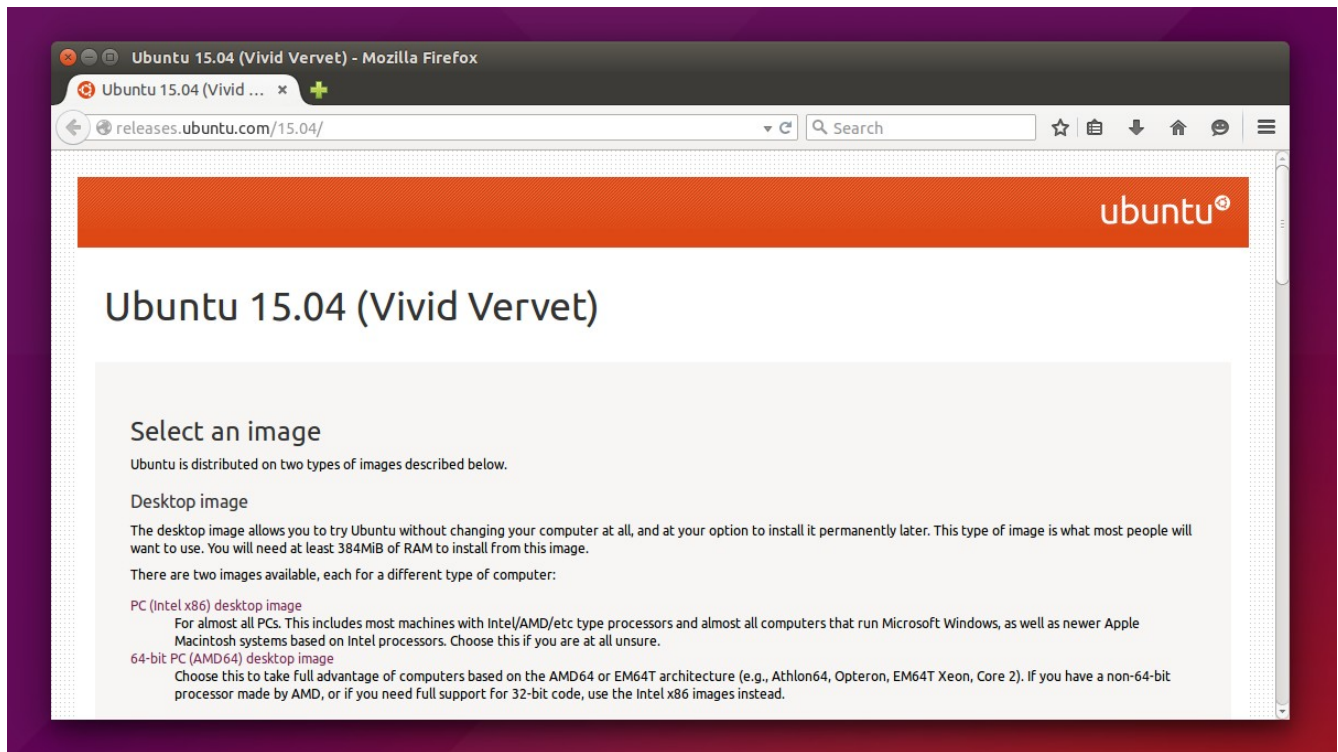 Ubuntu 15.04 (Vivid Vervet) - Mozilla Firefox
Ubuntu 15.04 (Vivid ...
releases.ubuntu.com/15.04/
Search
ubuntu
Ubuntu 15.04 (Vivid Vervet)
Select an image
Ubuntu is distributed on two types of images described below.
Desktop image
The desktop image allows you to try Ubuntu without changing your computer at all, and at your option to install it permanently later. This type of image is what most people will
want to use. You will need at least 384MiB of RAM to install from this image.
There are two images available, each for a different type of computer:
PC (Intel x86) desktop image
For almost all PCs. This includes most machines with Intel/AMD/etc type processors and almost all computers that run Microsoft Windows, as well as newer Apple
Macintosh systems based on Intel processors. Choose this if you are at all unsure.
64-bit PC (AMD64) desktop image
Choose this to take full advantage of computers based on the AMD64 or EM64T architecture (e.g., Athlon64, Opteron, EM64T Xeon, Core 2). If you have a non-64-bit
processor made by AMD, or if you need full support for 32-bit code, use the Intel x86 images instead.